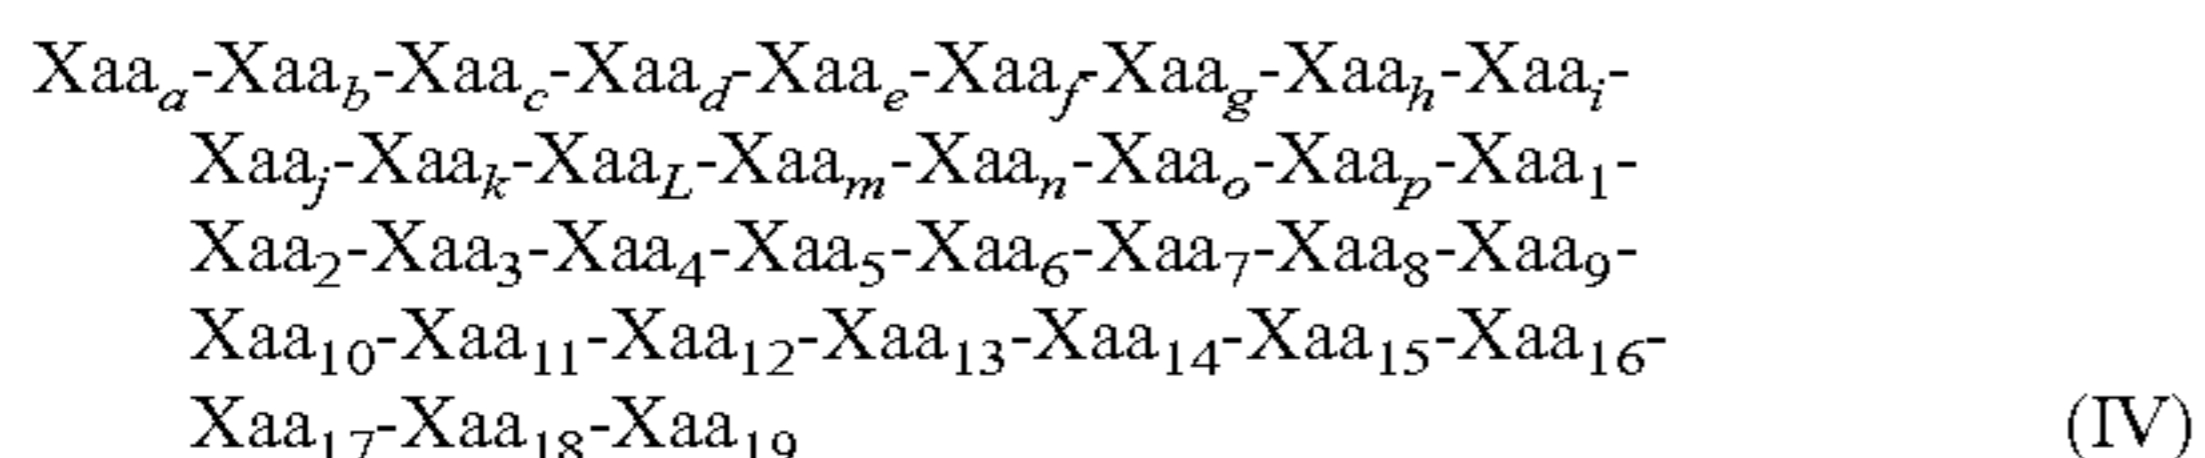 Xaa_a-Xaa_b-Xaa_c-Xaa_d-Xaa_e-Xaa_f-Xaa_g-Xaa_h-Xaa_i-
Xaa_j-Xaa_k-Xaa_L-Xaa_m-Xaa_n-Xaa_o-Xaa_p-Xaa_1-
Xaa_2-Xaa_3-Xaa_4-Xaa_5-Xaa_6-Xaa_7-Xaa_8-Xaa_9-
Xaa_10-Xaa_11-Xaa_12-Xaa_13-Xaa_14-Xaa_15-Xaa_16-
Xaa_17-Xaa_18-Xaa_19 (IV)